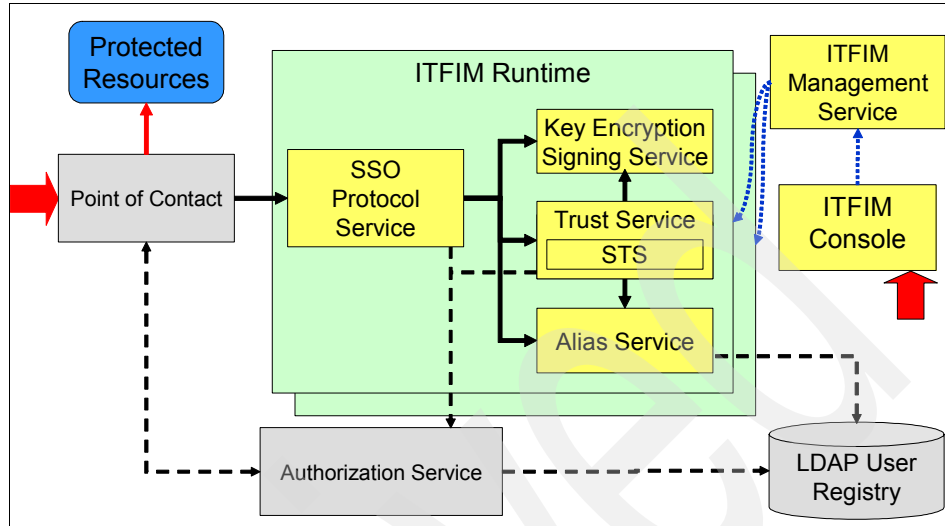 Protected
Resources
ITFIM Runtime
ITFIM
Management
Service
Key Encryption
Signing Service
SSO
Protocol
Service
Point of Contact
Trust Service
STS
ITFIM
Console
Alias Service
Authorization Service
LDAP User
Registry